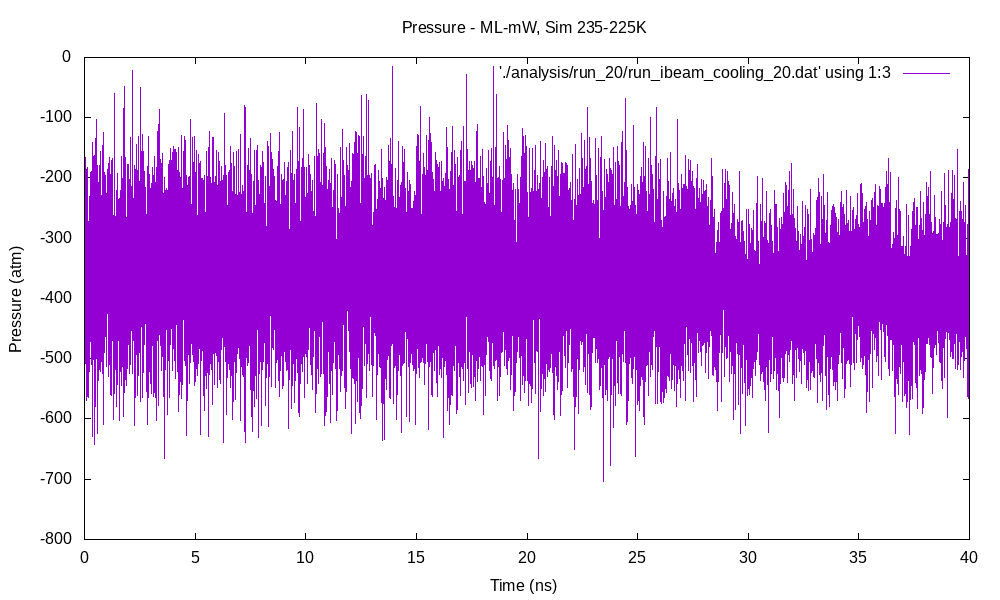 Pressure - ML-mW, Sim 235-225K
'./analysis/run_20/run_ibeam_cooling_20.dat' using 1:3
0
-100
-200
-300
-400
-500
-600
-700
-800
Pressure (atm)
0 5 10 15 20 25 30 35 40
Time (ns)